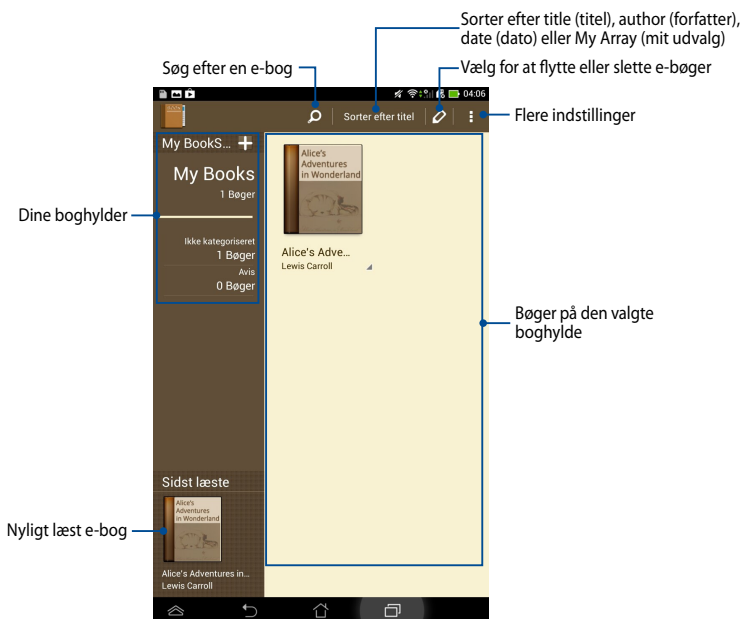 Sorter efter title (titel), author (forfatter),
date (dato) eller My Array (mit udvalg)
Søg efter en e-bog
Vælg for at flytte eller slette e-bøger
04:06
Sorter efter titel
Flere indstillinger
My BookS...
My Books
1 Bøger
Dine boghylder
Ikke kategoriseret
1 Bøger
Avis
0 Bøger
Alice's
Adventures
in Wonderland
Alice's Adve...
Lewis Carroll
Bøger på den valgte
boghylde
Sidst læste
Nyligt læst e-bog
Alice's
Adventures
in Wonderland
Alice's Adventures in...
Lewis Carroll